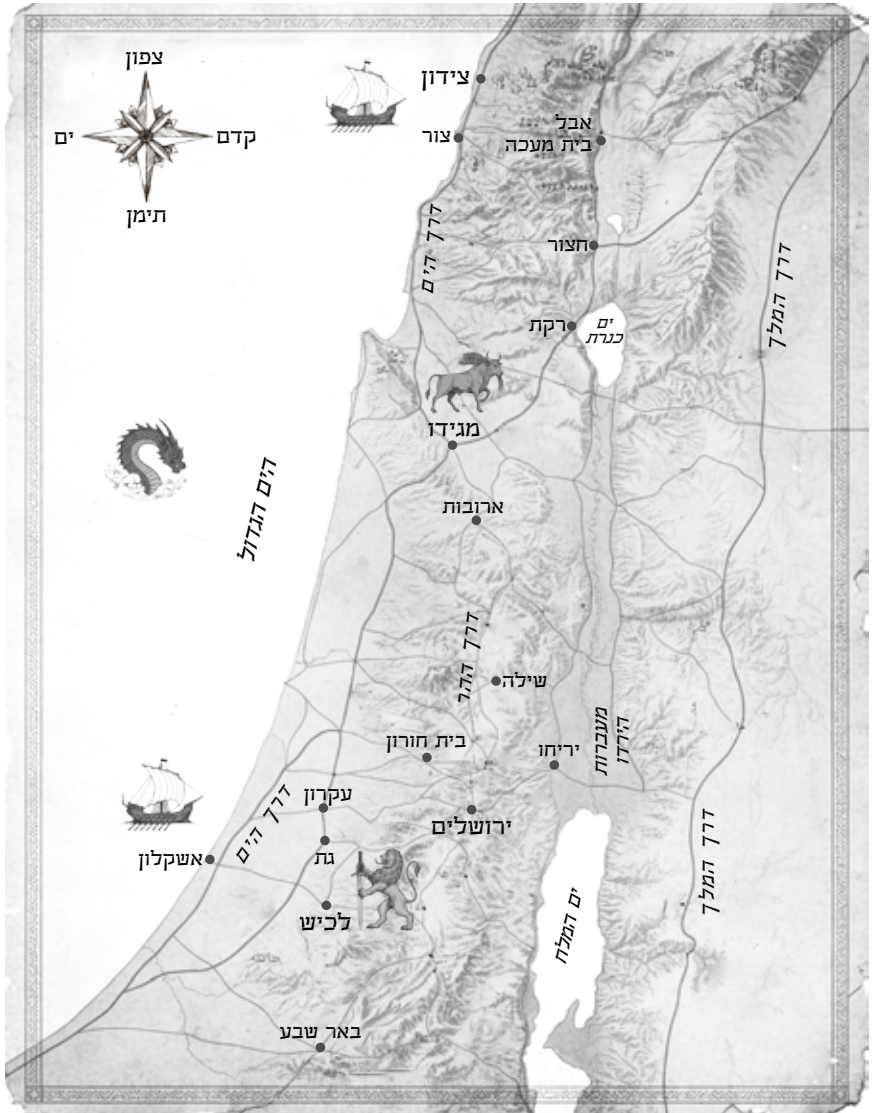 צפון
קדם
ים
תימן
צידון
צור
אבל
בית מעכה
דרך הים
חצור
דרך המלך
רקת
ים
כנרת
מגידו
הים הגדול
ארובות
דרך ההר
שילה
מעברות
הירדן
בית חורון
יריחו
עקרון
דרך הים
ירושלים
גת
אשקלון
לכיש
דרך המלך
ים המלח
באר שבע